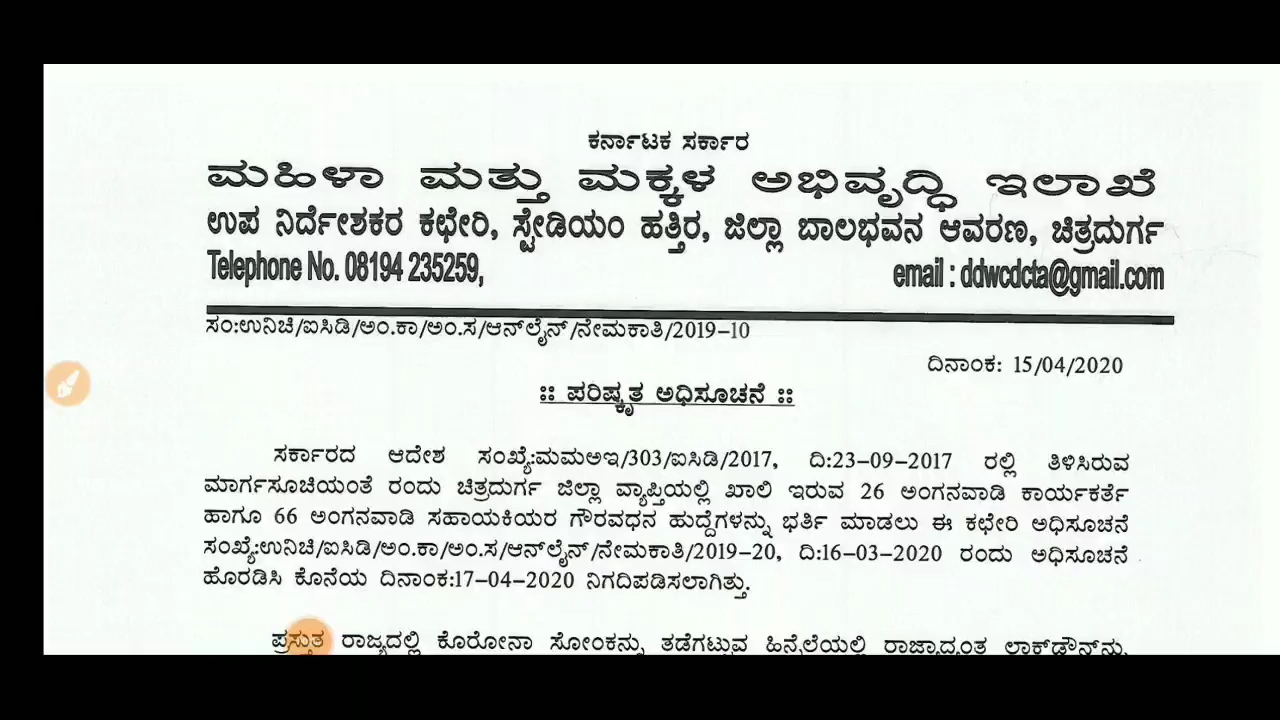 ಕರ್ನಾಟಕ ಸರ್ಕಾರ
ಮಹಿಳಾ ಮತ್ತು ಮಕ್ಕಳ ಅಭಿವೃದ್ಧಿ ಇಲಾಖೆ
ಉಪ ನಿರ್ದೇಶಕರ ಕಛೇರಿ, ಸ್ಟೇಡಿಯಂ ಹತ್ತಿರ, ಜಿಲ್ಲಾ ಬಾಲಭವನ ಆವರಣ, ಚಿತ್ರದುರ್ಗ
Telephone No. 08194 235259, email : ddwcdcta@gmail.com
ಸಂ:ಉನಿಚಿ/ಐಸಿಡಿ/ಅಂ.ಕಾ/ಅಂ.ಸ/ಆನ್‌ಲೈನ್/ನೇಮಕಾತಿ/2019-10
ದಿನಾಂಕ: 15/04/2020
:: ಪರಿಷ್ಕೃತ ಅಧಿಸೂಚನೆ ::
ಸರ್ಕಾರದ ಆದೇಶ ಸಂಖ್ಯೆ:ಮಮಅಇ/303/ಐಸಿಡಿ/2017, ದಿ:23-09-2017 ರಲ್ಲಿ ತಿಳಿಸಿರುವ
ಮಾರ್ಗಸೂಚಿಯಂತೆ ರಂದು ಚಿತ್ರದುರ್ಗ ಜಿಲ್ಲಾ ವ್ಯಾಪ್ತಿಯಲ್ಲಿ ಖಾಲಿ ಇರುವ 26 ಅಂಗನವಾಡಿ ಕಾರ್ಯಕರ್ತೆ
ಹಾಗೂ 66 ಅಂಗನವಾಡಿ ಸಹಾಯಕಿಯರ ಗೌರವಧನ ಹುದ್ದೆಗಳನ್ನು ಭರ್ತಿ ಮಾಡಲು ಈ ಕಛೇರಿ ಅಧಿಸೂಚನೆ
ಸಂಖ್ಯೆ:ಉನಿಚಿ/ಐಸಿಡಿ/ಅಂ.ಕಾ/ಅಂ.ಸ/ಆನ್‌ಲೈನ್/ನೇಮಕಾತಿ/2019-20, ದಿ:16-03-2020 ರಂದು ಅಧಿಸೂಚನೆ
ಹೊರಡಿಸಿ ಕೊನೆಯ ದಿನಾಂಕ:17-04-2020 ನಿಗದಿಪಡಿಸಲಾಗಿತ್ತು.
ಪ್ರಸ್ತುತ ರಾಜ್ಯದಲ್ಲಿ ಕೊರೋನಾ ಸೋಂಕನ್ನು ತಡೆಗಟ್ಟುವ ಹಿನ್ನೆಲೆಯಲ್ಲಿ ರಾಜ್ಯಾದ್ಯಂತ ಲಾಕ್‌ಡೌನ್‌ನ್ನು